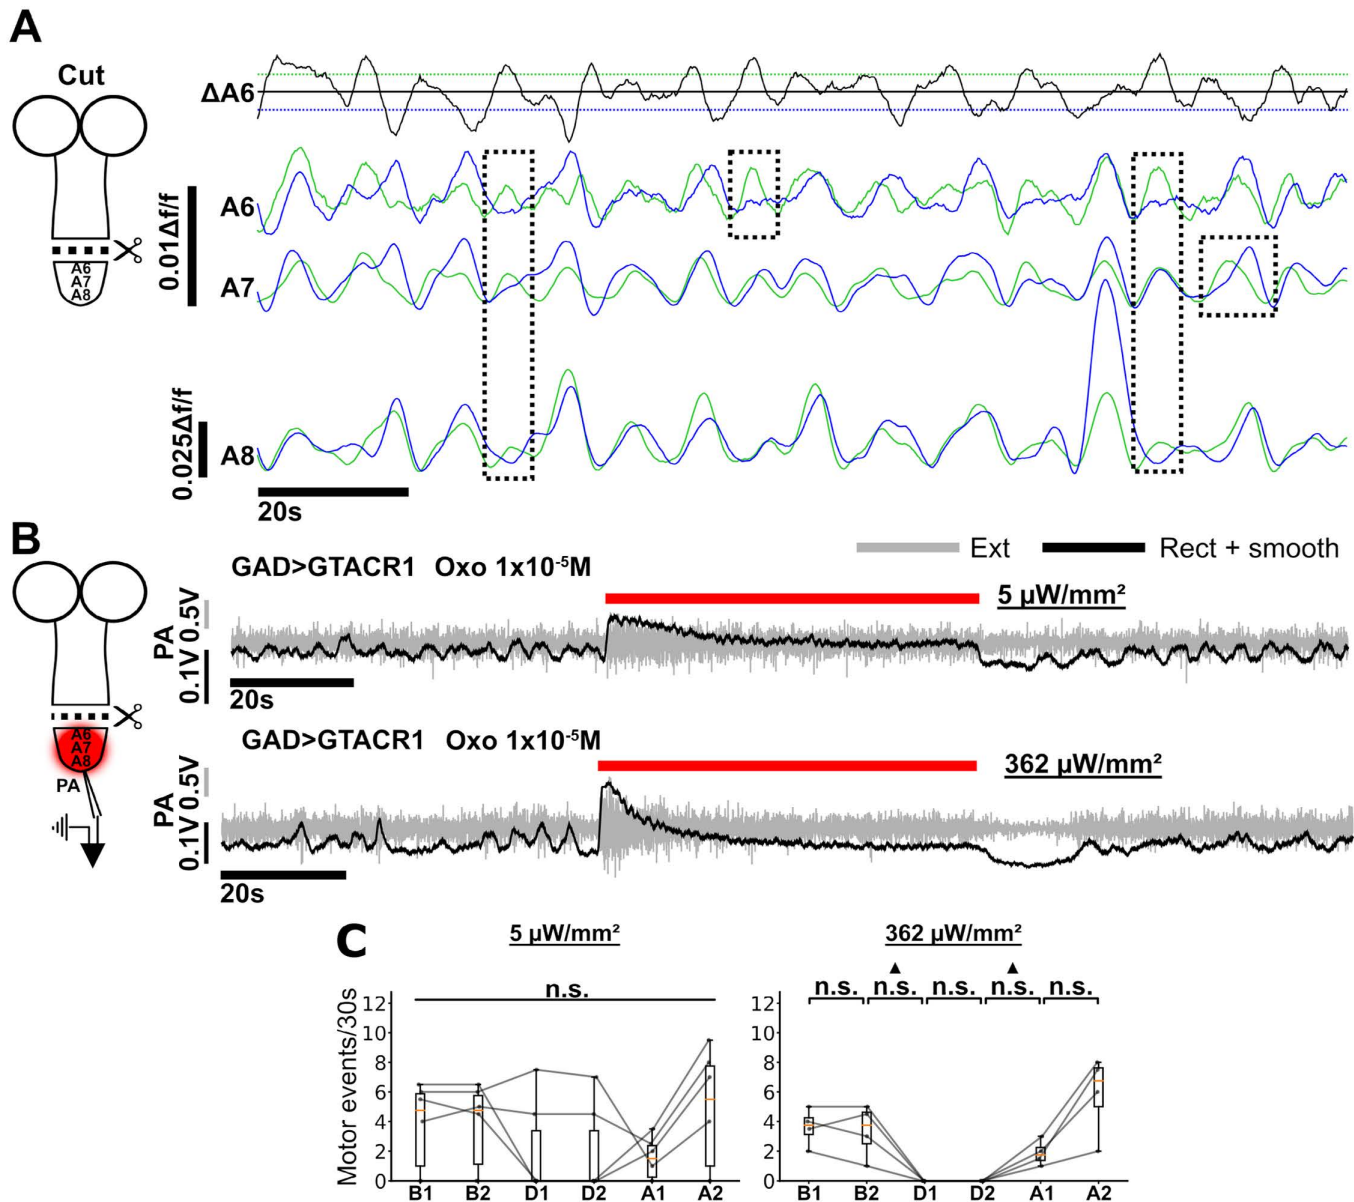 A
Cut
A6
A7
A8
ΔA6
A6
A7
A8
0.01Δf/f
0.025Δf/f
20s
B
Ext
Rect + smooth
GAD>GTACR1 Oxo 1x10⁻⁵M
5 µW/mm²
PA
0.1V 0.5V
20s
A6
A7
A8
PA
GAD>GTACR1 Oxo 1x10⁻⁵M
362 µW/mm²
PA
0.1V 0.5V
20s
C
5 µW/mm²
n.s.
Motor events/30s
12
10
8
6
4
2
0
B1 B2 D1 D2 A1 A2
362 µW/mm²
▲ ▲
n.s. n.s. n.s. n.s. n.s.
12
10
8
6
4
2
0
B1 B2 D1 D2 A1 A2